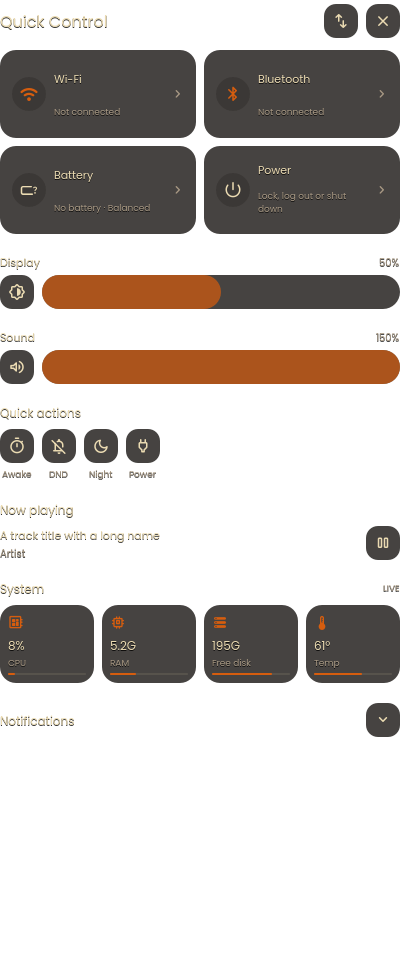 Quick Control
Wi-Fi
Not connected
Bluetooth
Not connected
Battery
No battery · Balanced
Power
Lock, log out or shut
down
Display
50%
Sound
150%
Quick actions
Awake
DND
Night
Power
Now playing
A track title with a long name
Artist
System
LIVE
8%
CPU
5.2G
RAM
195G
Free disk
61°
Temp
Notifications